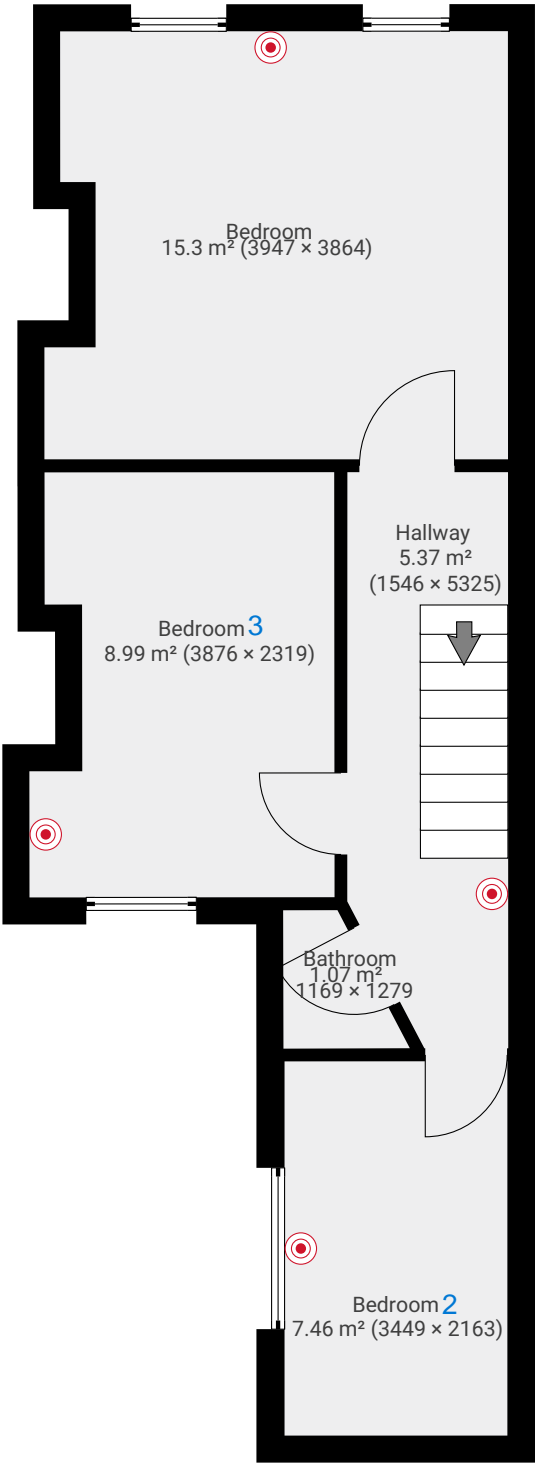 Bedroom
15.3 m² (3947 × 3864)
Hallway
5.37 m²
(1546 × 5325)
Bedroom 3
8.99 m² (3876 × 2319)
Bathroom
1.07 m²
1169 × 1279
Bedroom 2
7.46 m² (3449 × 2163)